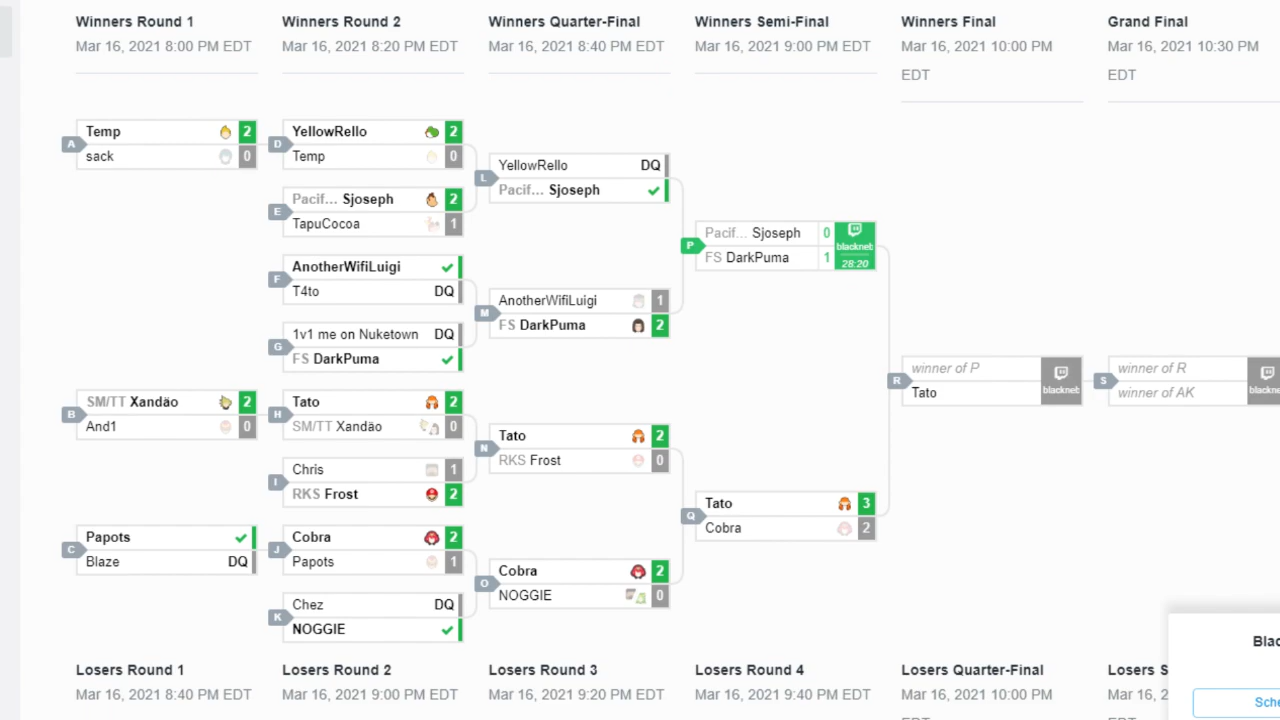 Winners Round 1
Mar 16, 2021 8:00 PM EDT
Winners Round 2
Mar 16, 2021 8:20 PM EDT
Winners Quarter-Final
Mar 16, 2021 8:40 PM EDT
Winners Semi-Final
Mar 16, 2021 9:00 PM EDT
Winners Final
Mar 16, 2021 10:00 PM
EDT
Grand Final
Mar 16, 2021 10:30 PM
EDT
A
Temp 2
sack 0
B
SM/TT Xandäo 2
And1 0
C
Papots
Blaze DQ
D
YellowRello 2
Temp 0
E
Pacif... Sjoseph 2
TapuCocoa 1
F
AnotherWifiLuigi
T4to DQ
G
1v1 me on Nuketown DQ
FS DarkPuma
H
Tato 2
SM/TT Xandäo 0
I
Chris 1
RKS Frost 2
J
Cobra 2
Papots 1
K
Chez DQ
NOGGIE
L
YellowRello DQ
Pacif... Sjoseph
M
AnotherWifiLuigi 1
FS DarkPuma 2
N
Tato 2
RKS Frost 0
O
Cobra 2
NOGGIE 0
P
Pacif... Sjoseph 0
FS DarkPuma 1
blackneb
28:20
Q
Tato 3
Cobra 2
R
winner of P
Tato
blackneb
S
winner of R
winner of AK
blackneb
Losers Round 1
Mar 16, 2021 8:40 PM EDT
Losers Round 2
Mar 16, 2021 9:00 PM EDT
Losers Round 3
Mar 16, 2021 9:20 PM EDT
Losers Round 4
Mar 16, 2021 9:40 PM EDT
Losers Quarter-Final
Mar 16, 2021 10:00 PM
Losers S
Mar 16, 2
Blac
Sche